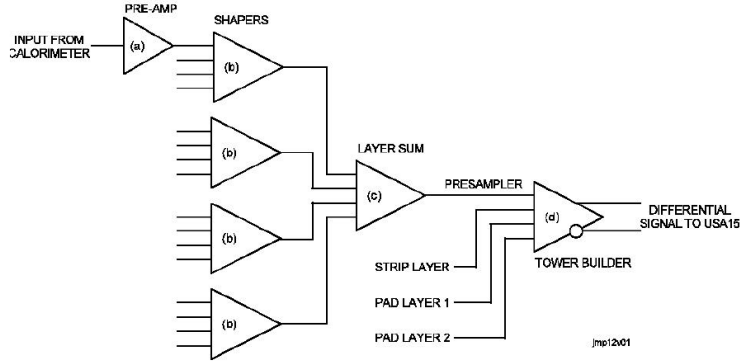 PRE-AMP
SHAPERS
INPUT FROM
CALORIMETER
(a)
(b)
(b)
LAYER SUM
(c)
PRESAMPLER
(d)
DIFFERENTIAL
SIGNAL TO USA15
(b)
STRIP LAYER
TOWER BUILDER
PAD LAYER 1
(b)
PAD LAYER 2
jmp12v01